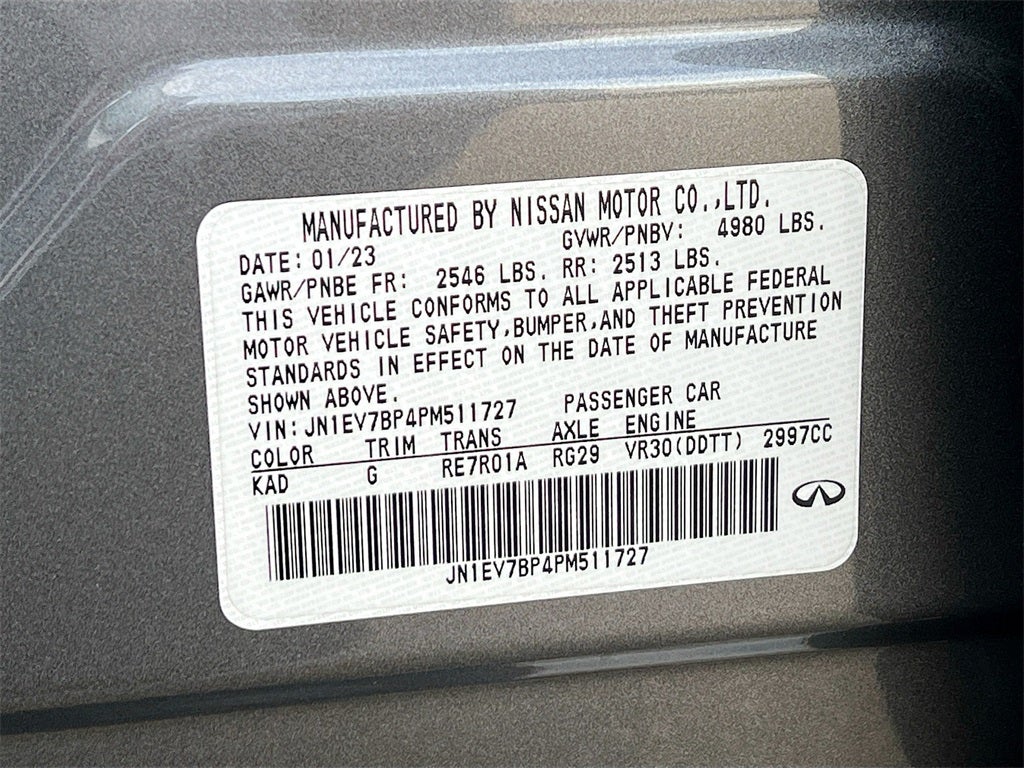 MANUFACTURED BY NISSAN MOTOR CO.,LTD.
DATE: 01/23 GVWR/PNBV: 4980 LBS.
GAWR/PNBE FR: 2546 LBS. RR: 2513 LBS.
THIS VEHICLE CONFORMS TO ALL APPLICABLE FEDERAL
MOTOR VEHICLE SAFETY,BUMPER,AND THEFT PREVENTION
STANDARDS IN EFFECT ON THE DATE OF MANUFACTURE
SHOWN ABOVE.
VIN: JN1EV7BP4PM511727 PASSENGER CAR
COLOR TRIM TRANS AXLE ENGINE
KAD G RE7R01A RG29 VR30(DDTT) 2997CC
JN1EV7BP4PM511727